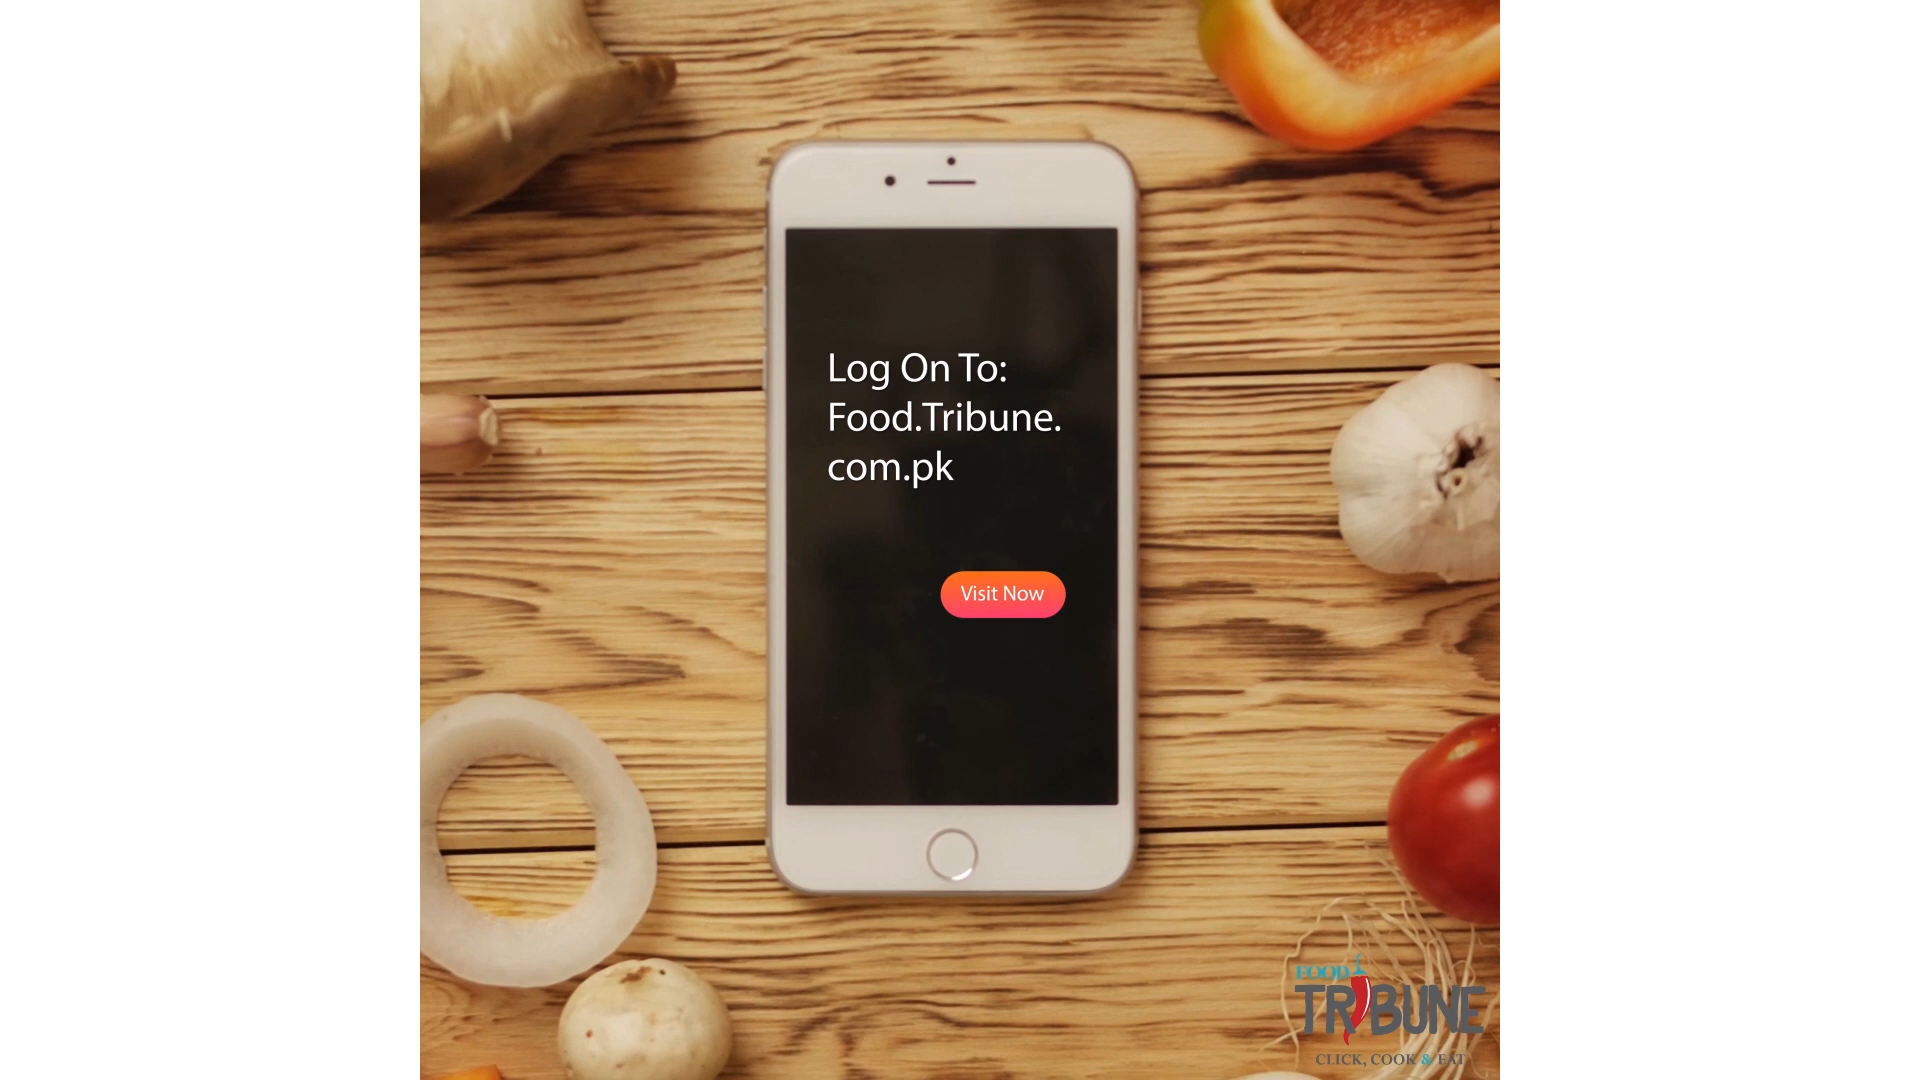 Log On To:
Food.Tribune.
com.pk
Visit Now
FOOD
TRIBUNE
CLICK, COOK & EAT